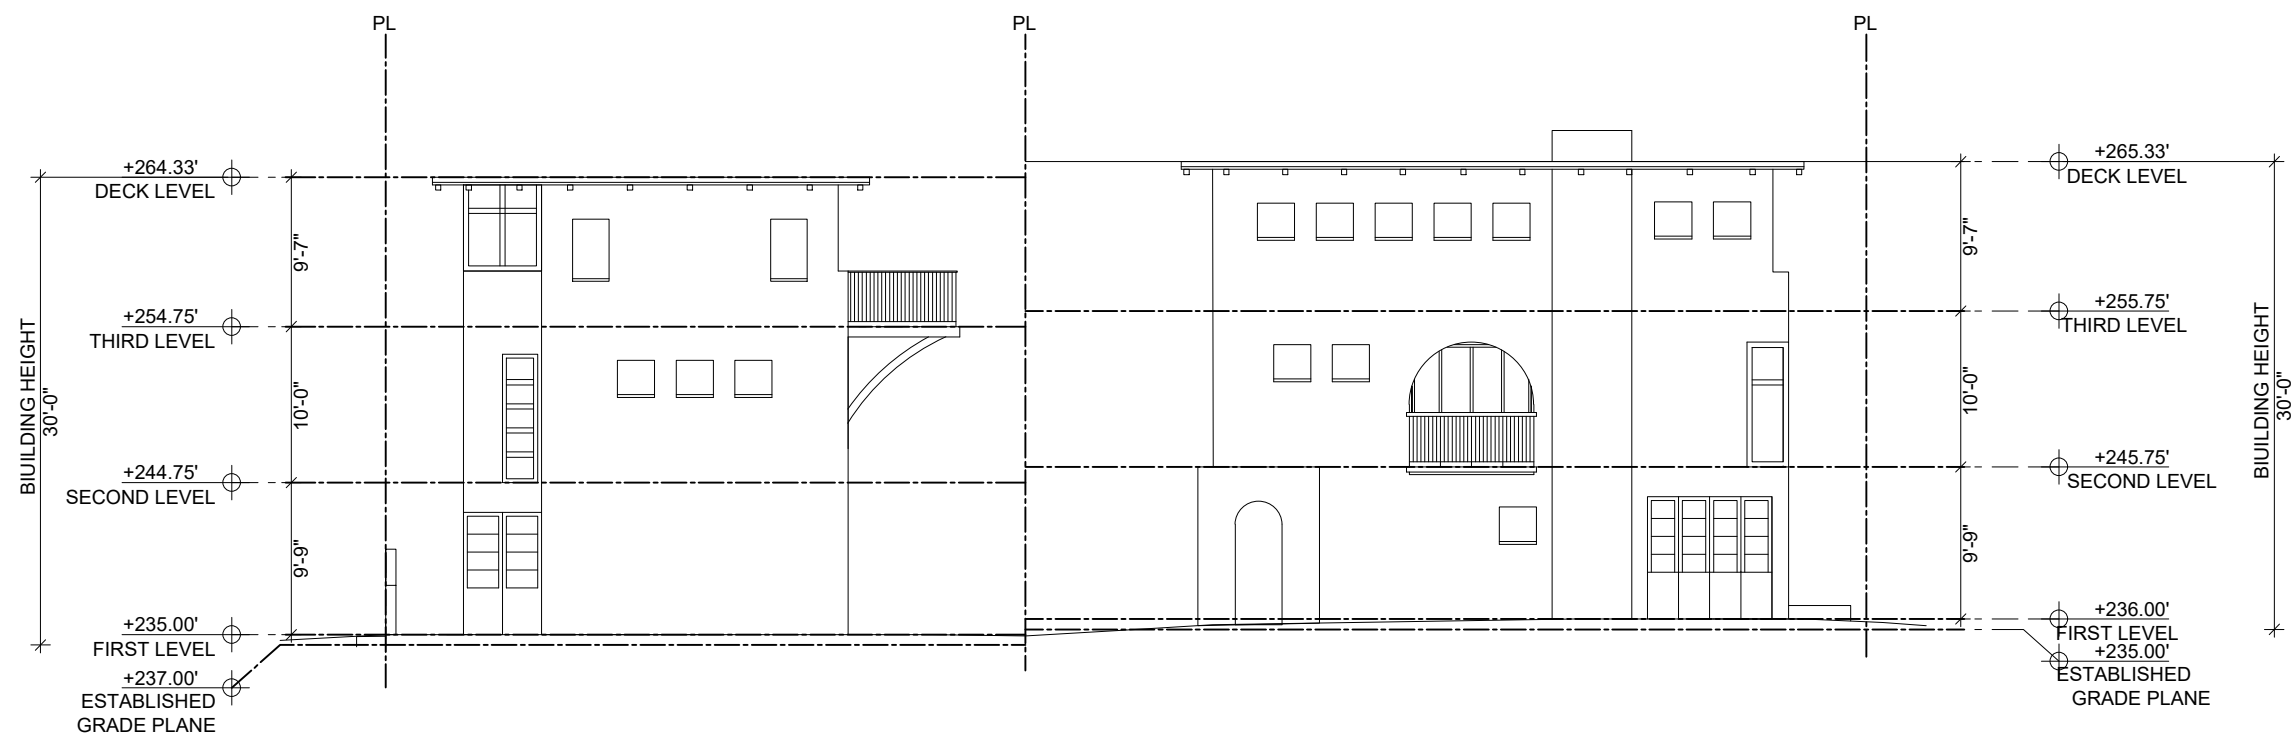 PL
PL
PL
+264.33'
DECK LEVEL
9'-7"
+254.75'
THIRD LEVEL
BIUILDING HEIGHT
30'-0"
10'-0"
+244.75'
SECOND LEVEL
9'-9"
+235.00'
FIRST LEVEL
+237.00'
ESTABLISHED
GRADE PLANE
+265.33'
DECK LEVEL
9'-7"
+255.75'
THIRD LEVEL
BIUILDING HEIGHT
30'-0"
10'-0"
+245.75'
SECOND LEVEL
9'-9"
+236.00'
FIRST LEVEL
+235.00'
ESTABLISHED
GRADE PLANE